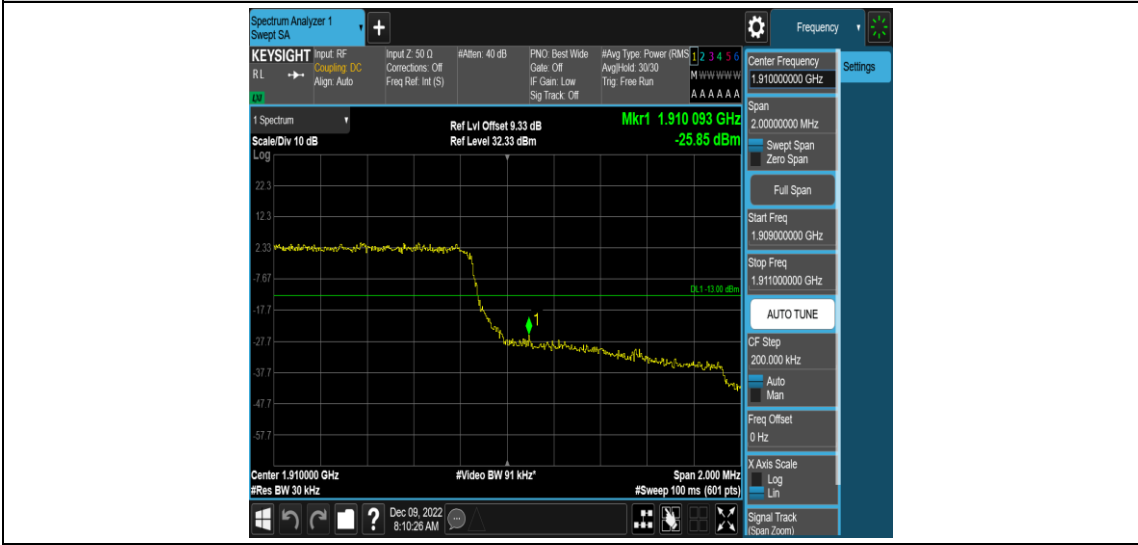 Spectrum Analyzer 1
Swept SA
+
Frequency
KEYSIGHT
RL
LM
Input: RF
Coupling: DC
Align: Auto
Input Z: 50 Ω
Corrections: Off
Freq Ref: Int (S)
#Atten: 40 dB
PNO: Best Wide
Gate: Off
IF Gain: Low
Sig Track: Off
#Avg Type: Power (RMS
Avg|Hold: 30/30
Trig: Free Run
1 2 3 4 5 6
M W W W W W
A A A A A A
1 Spectrum
Scale/Div 10 dB
Log
Ref Lvl Offset 9.33 dB
Ref Level 32.33 dBm
Mkr1 1.910 093 GHz
-25.85 dBm
22.3
12.3
2.33
-7.67
-17.7
-27.7
-37.7
-47.7
-57.7
DL1 -13.00 dBm
1
Center 1.910000 GHz
#Res BW 30 kHz
#Video BW 91 kHz*
Span 2.000 MHz
#Sweep 100 ms (601 pts)
?
Dec 09, 2022
8:10:26 AM
Center Frequency
1.910000000 GHz
Settings
Span
2.00000000 MHz
Swept Span
Zero Span
Full Span
Start Freq
1.909000000 GHz
Stop Freq
1.911000000 GHz
AUTO TUNE
CF Step
200.000 kHz
Auto
Man
Freq Offset
0 Hz
X Axis Scale
Log
Lin
Signal Track
(Span Zoom)